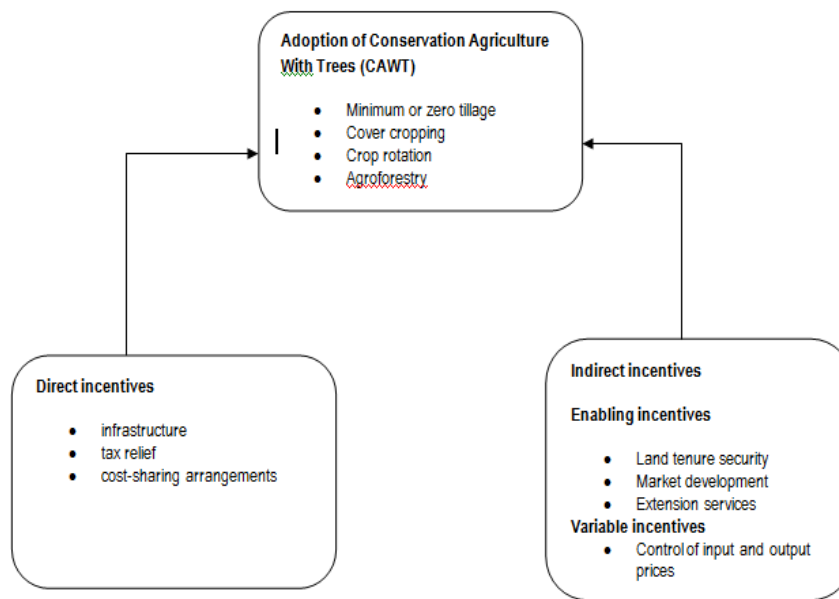 Adoption of Conservation Agriculture
With Trees (CAWT)
• Minimum or zero tillage
• Cover cropping
• Crop rotation
• Agroforestry
Direct incentives
• infrastructure
• tax relief
• cost-sharing arrangements
Indirect incentives
Enabling incentives
• Land tenure security
• Market development
• Extension services
Variable incentives
• Control of input and output
prices